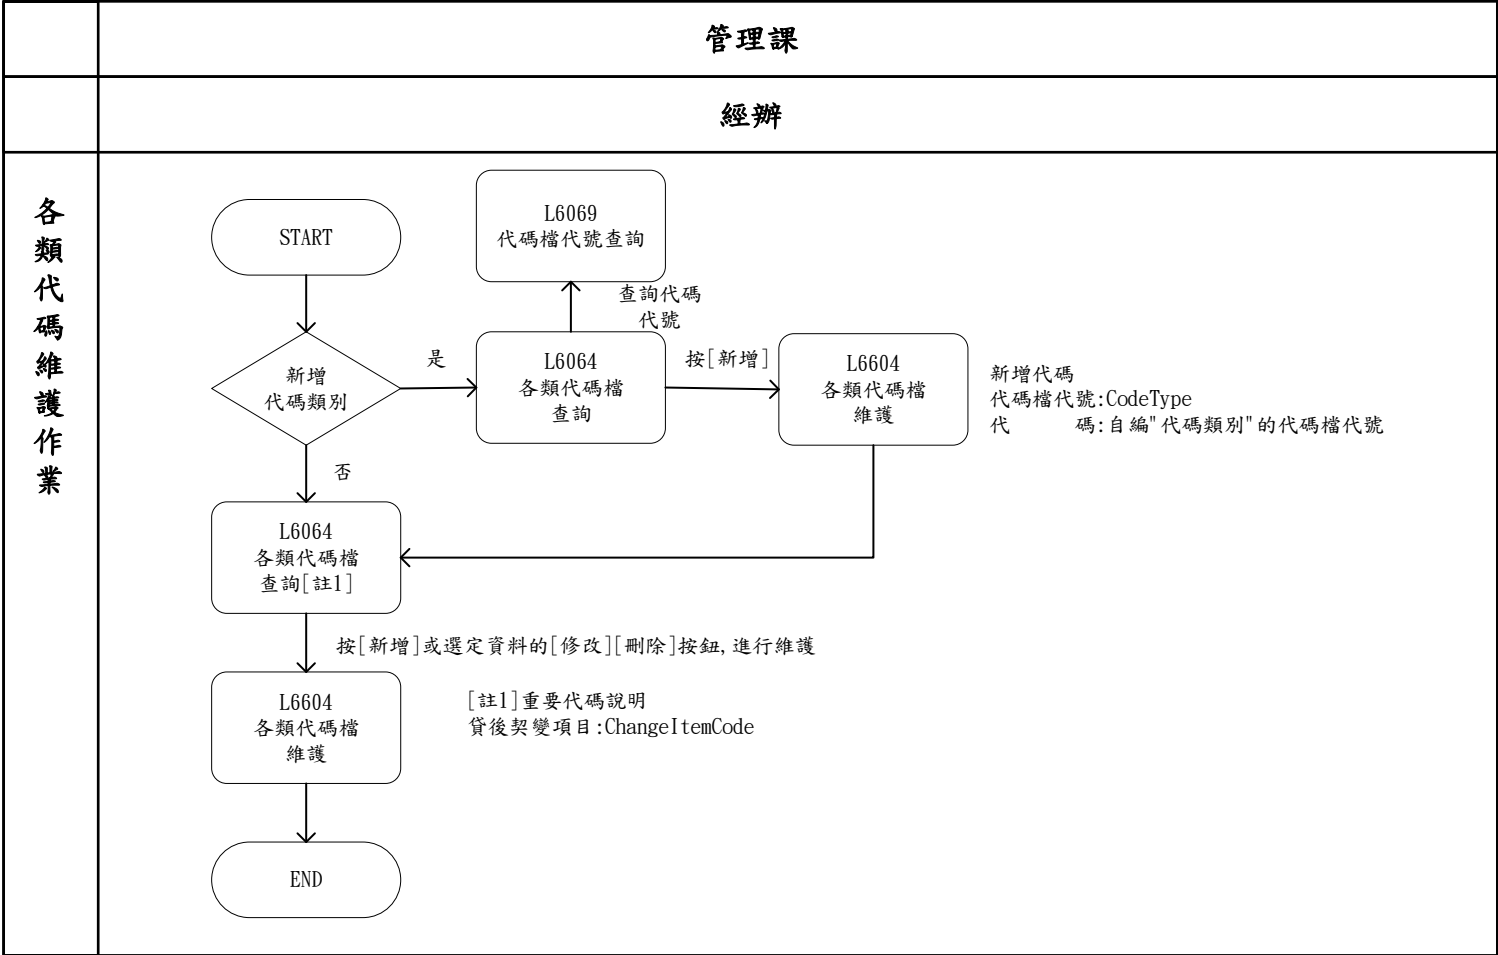 管理課
經辦
各類代碼維護作業
START
L6069
代碼檔代號查詢
查詢代碼
代號
新增
代碼類別
是
L6064
各類代碼檔
查詢
按[新增]
L6604
各類代碼檔
維護
新增代碼
代碼檔代號:CodeType
代　　　碼:自編"代碼類別"的代碼檔代號
否
L6064
各類代碼檔
查詢[註1]
按[新增]或選定資料的[修改][刪除]按鈕,進行維護
L6604
各類代碼檔
維護
[註1]重要代碼說明
貸後契變項目:ChangeItemCode
END